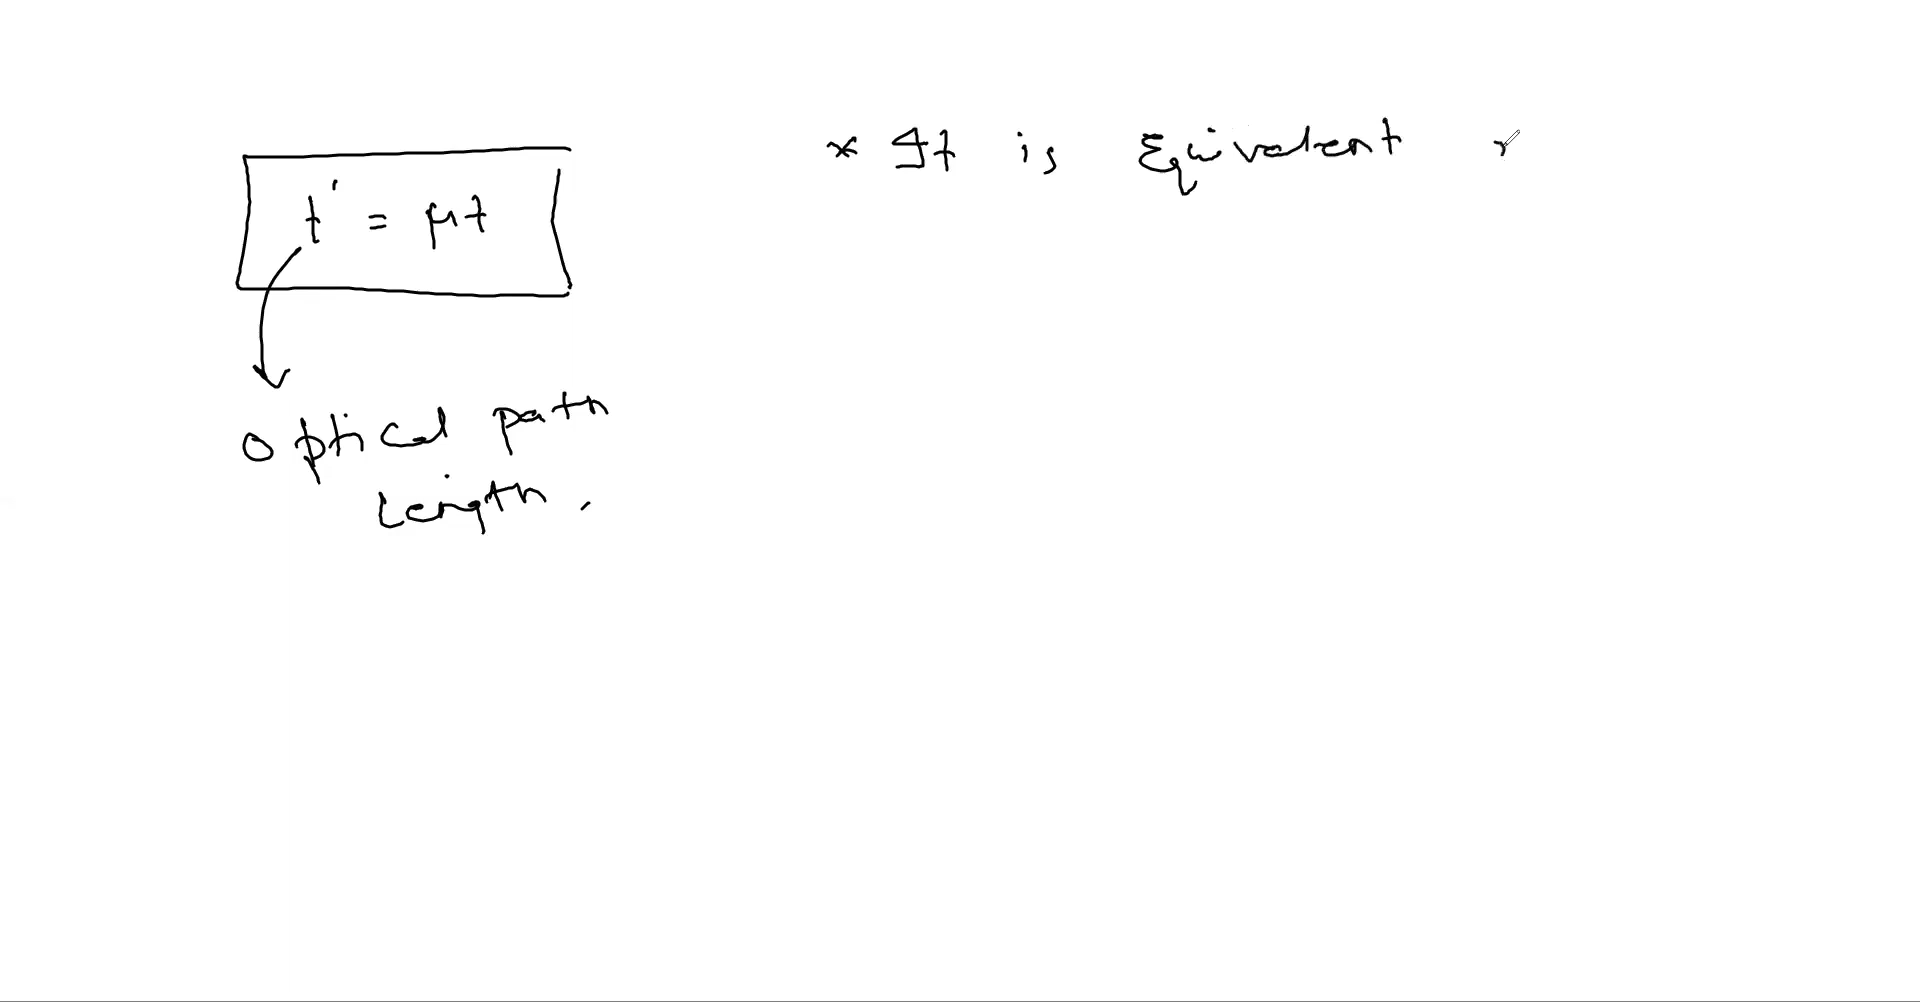 * It is Equivalent
t' = μt
Optical path
Length.